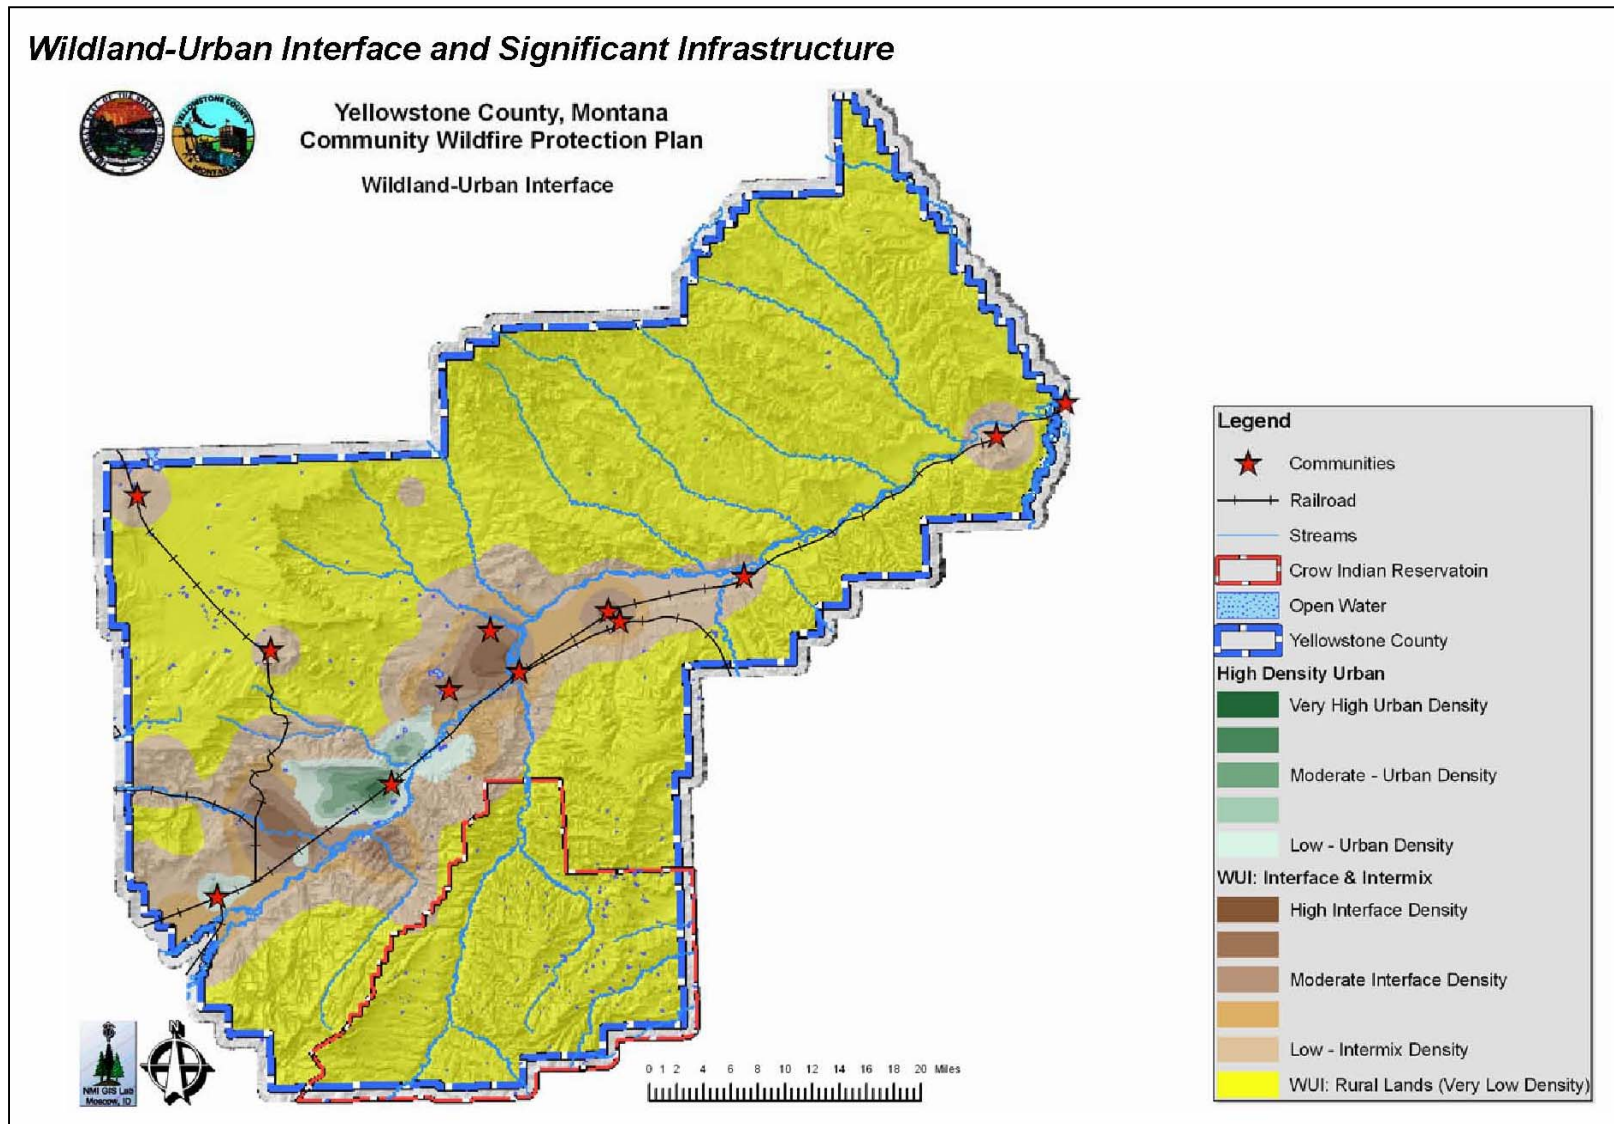 Wildland-Urban Interface and Significant Infrastructure
Yellowstone County, Montana
Community Wildfire Protection Plan
Wildland-Urban Interface
YELLOWSTONE COUNTY
MONTANA
Legend
Communities
Railroad
Streams
Crow Indian Reservatoin
Open Water
Yellowstone County
High Density Urban
Very High Urban Density
Moderate - Urban Density
Low - Urban Density
WUI: Interface & Intermix
High Interface Density
Moderate Interface Density
Low - Intermix Density
WUI: Rural Lands (Very Low Density)
N
NMI GIS Lab
Moscow, ID
0 1 2 4 6 8 10 12 14 16 18 20 Miles